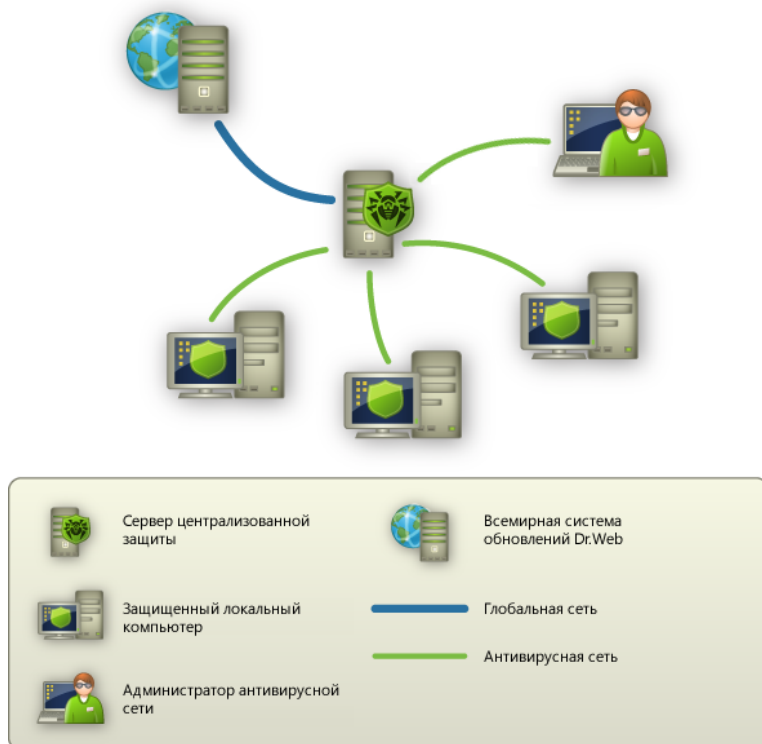 Сервер централизованной
защиты
Всемирная система
обновлений Dr.Web
Защищенный локальный
компьютер
Глобальная сеть
Антивирусная сеть
Администратор антивирусной
сети